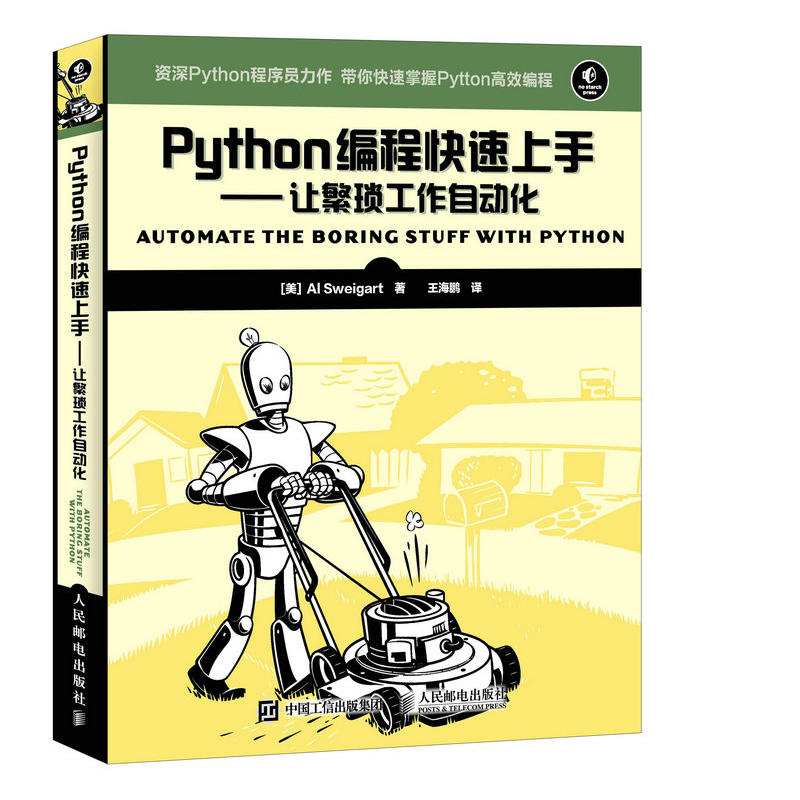 资深Python程序员力作 带你快速掌握Pytton高效编程
no starch
press
Python编程快速上手
——让繁琐工作自动化
AUTOMATE THE BORING STUFF WITH PYTHON
[美] Al Sweigart 著 王海鹏 译
中国工信出版集团
人民邮电出版社
POSTS & TELECOM PRESS
Python编程快速上手——让繁琐工作自动化
AUTOMATE
THE BORING STUFF
WITH PYTHON
人民邮电出版社